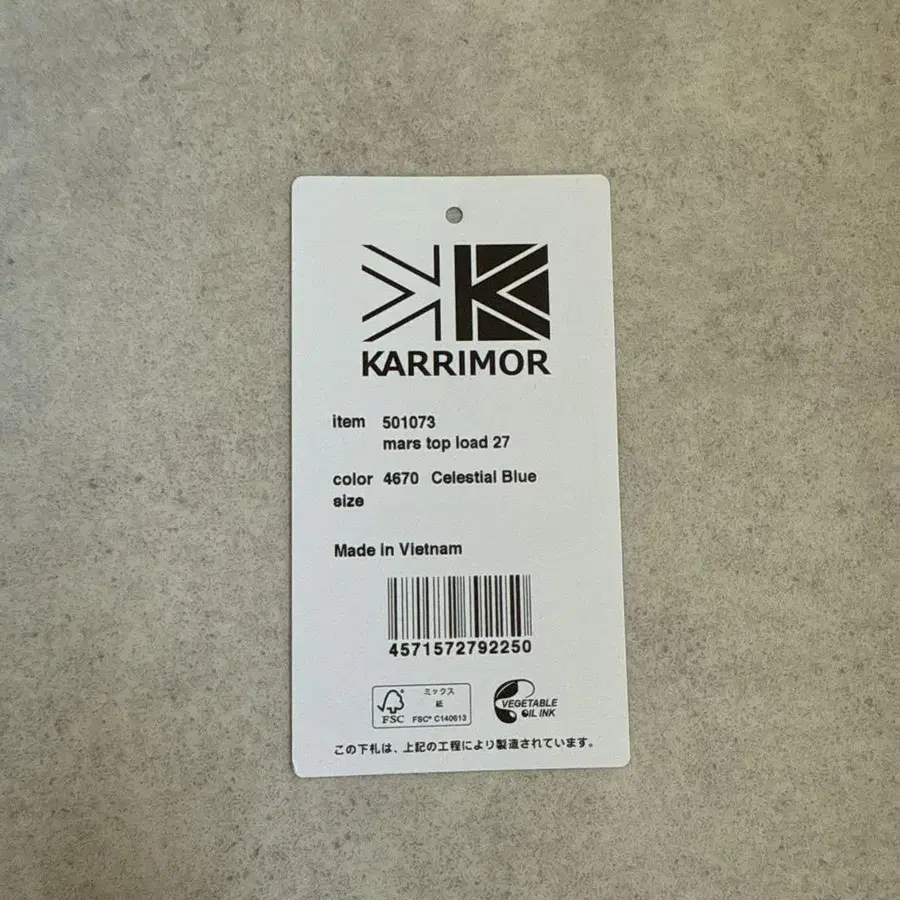 KARRIMOR
item 501073
mars top load 27
color 4670 Celestial Blue
size
Made in Vietnam
4571572792250
FSC
ミックス
紙
FSC® C140613
VEGETABLE
OIL INK
この下札は、上記の工程により製造されています。